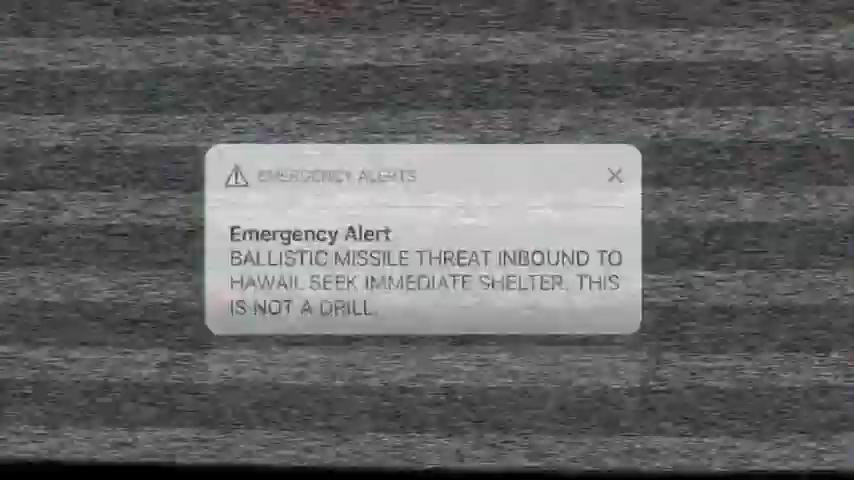 EMERGENCY ALERTS
Emergency Alert
BALLISTIC MISSILE THREAT INBOUND TO
HAWAII. SEEK IMMEDIATE SHELTER. THIS
IS NOT A DRILL.